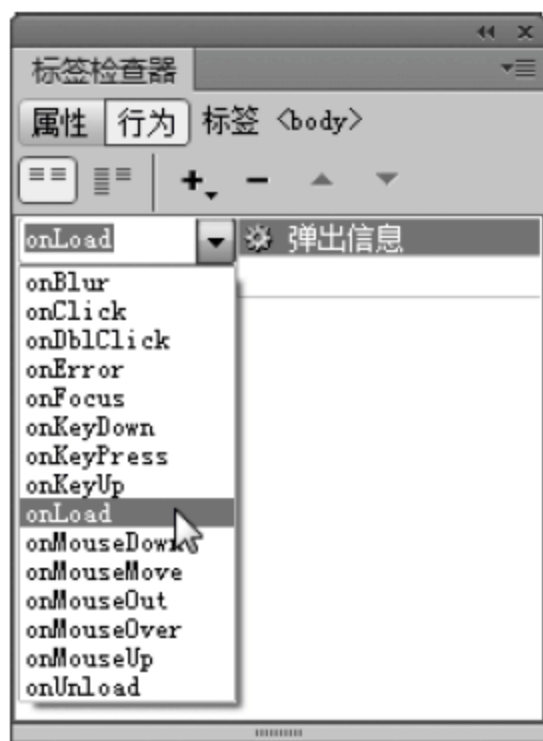 标签检查器
属性 行为 标签 <body>
onLoad 弹出信息
onBlur
onClick
onDblClick
onError
onFocus
onKeyDown
onKeyPress
onKeyUp
onLoad
onMouseDown
onMouseMove
onMouseOut
onMouseOver
onMouseUp
onUnload